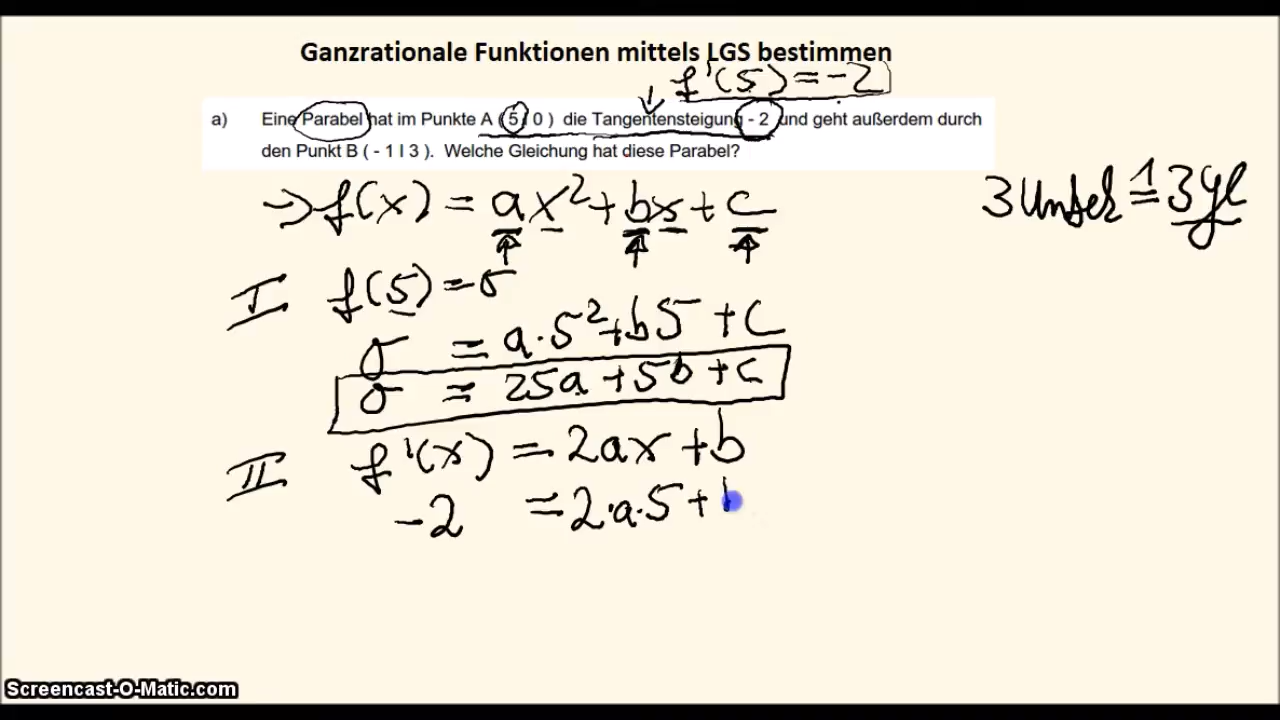 Ganzrationale Funktionen mittels LGS bestimmen
f'(5) = -2
a) Eine Parabel hat im Punkte A ( 5 / 0 ) die Tangentensteigung - 2 und geht außerdem durch
den Punkt B ( - 1 I 3 ). Welche Gleichung hat diese Parabel?
→ f(x) = ax² + bx + c
3 Unbek ≙ 3 Gl
I f(5) = 0
0 = a·5² + b5 + c
0 = 25a + 5b + c
II f'(x) = 2ax + b
-2 = 2·a·5 +
Screencast-O-Matic.com